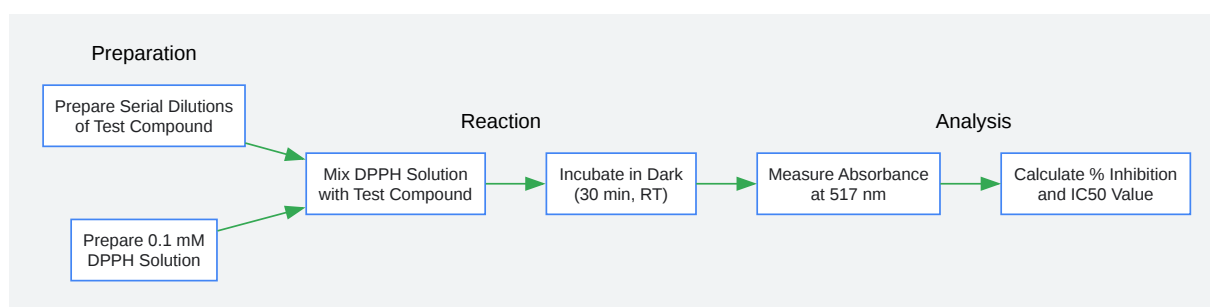 Preparation
Prepare Serial Dilutions
of Test Compound
Prepare 0.1 mM
DPPH Solution
Reaction
Mix DPPH Solution
with Test Compound
Incubate in Dark
(30 min, RT)
Analysis
Measure Absorbance
at 517 nm
Calculate % Inhibition
and IC50 Value